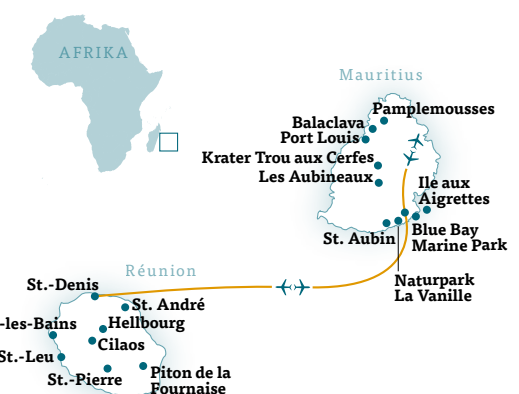 AFRIKA
Mauritius
Pamplemousses
Balaclava
Port Louis
Krater Trou aux Cerfes
Les Aubineaux
Ile aux
Aigrettes
St. Aubin
Blue Bay
Marine Park
Naturpark
La Vanille
Réunion
St.-Denis
St. André
-les-Bains
Hellbourg
Cilaos
St.-Leu
St.-Pierre
Piton de la
Fournaise